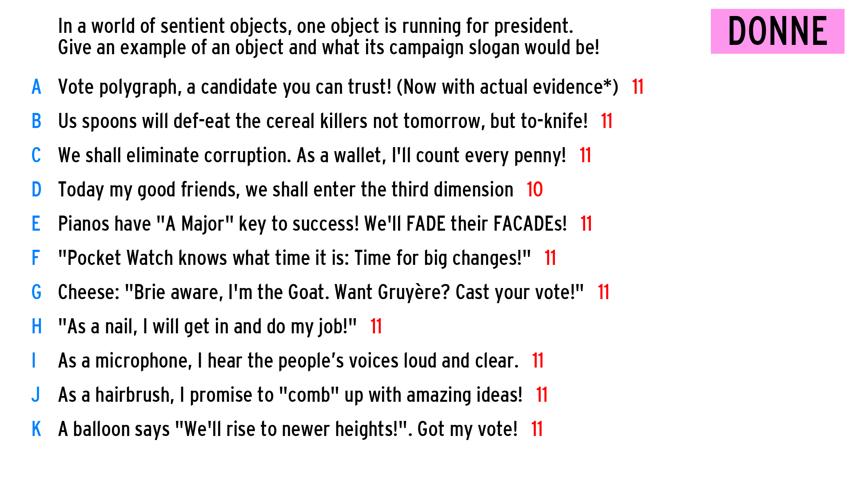 In a world of sentient objects, one object is running for president.
Give an example of an object and what its campaign slogan would be!
DONNE
A Vote polygraph, a candidate you can trust! (Now with actual evidence*) 11
B Us spoons will def-eat the cereal killers not tomorrow, but to-knife! 11
C We shall eliminate corruption. As a wallet, I'll count every penny! 11
D Today my good friends, we shall enter the third dimension 10
E Pianos have "A Major" key to success! We'll FADE their FACADEs! 11
F "Pocket Watch knows what time it is: Time for big changes!" 11
G Cheese: "Brie aware, I'm the Goat. Want Gruyère? Cast your vote!" 11
H "As a nail, I will get in and do my job!" 11
I As a microphone, I hear the people's voices loud and clear. 11
J As a hairbrush, I promise to "comb" up with amazing ideas! 11
K A balloon says "We'll rise to newer heights!". Got my vote! 11